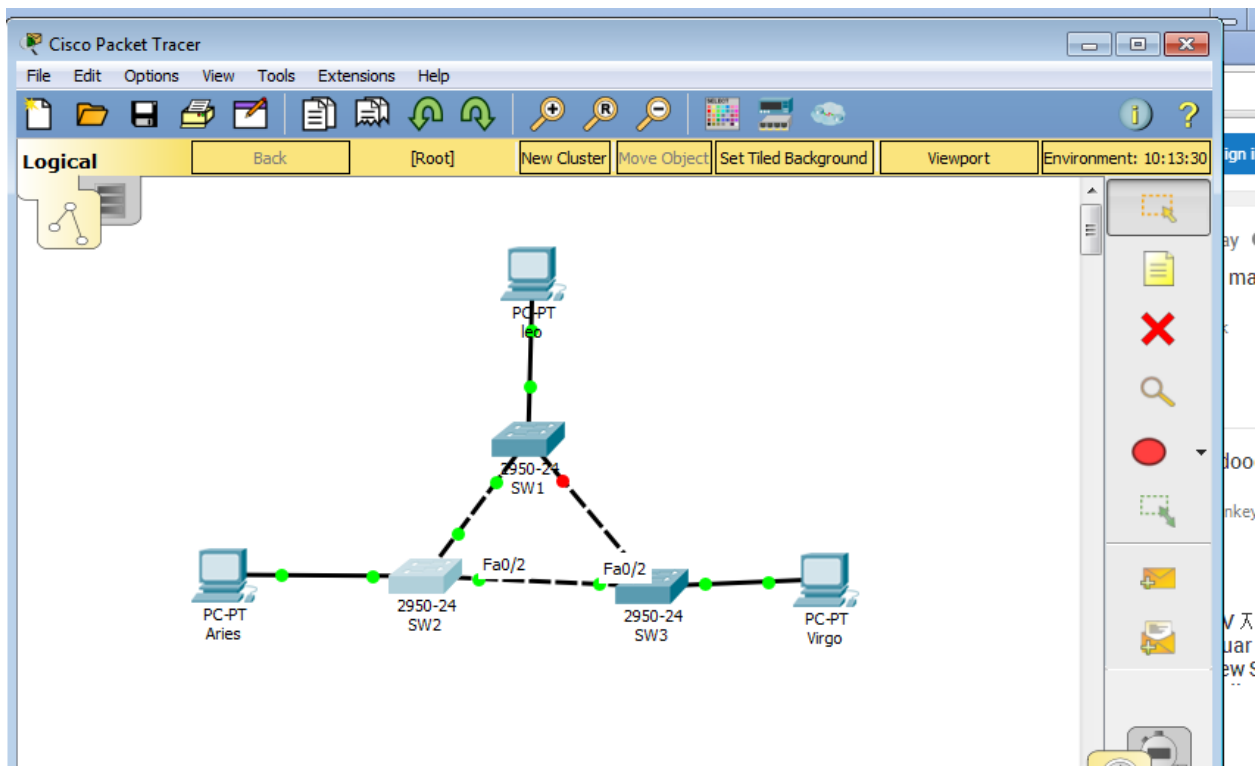 Cisco Packet Tracer
File Edit Options View Tools Extensions Help
Logical Back [Root] New Cluster Move Object Set Tiled Background Viewport Environment: 10:13:30
PC-PT
leo
2950-24
SW1
Fa0/2 Fa0/2
PC-PT
Aries
2950-24
SW2
2950-24
SW3
PC-PT
Virgo